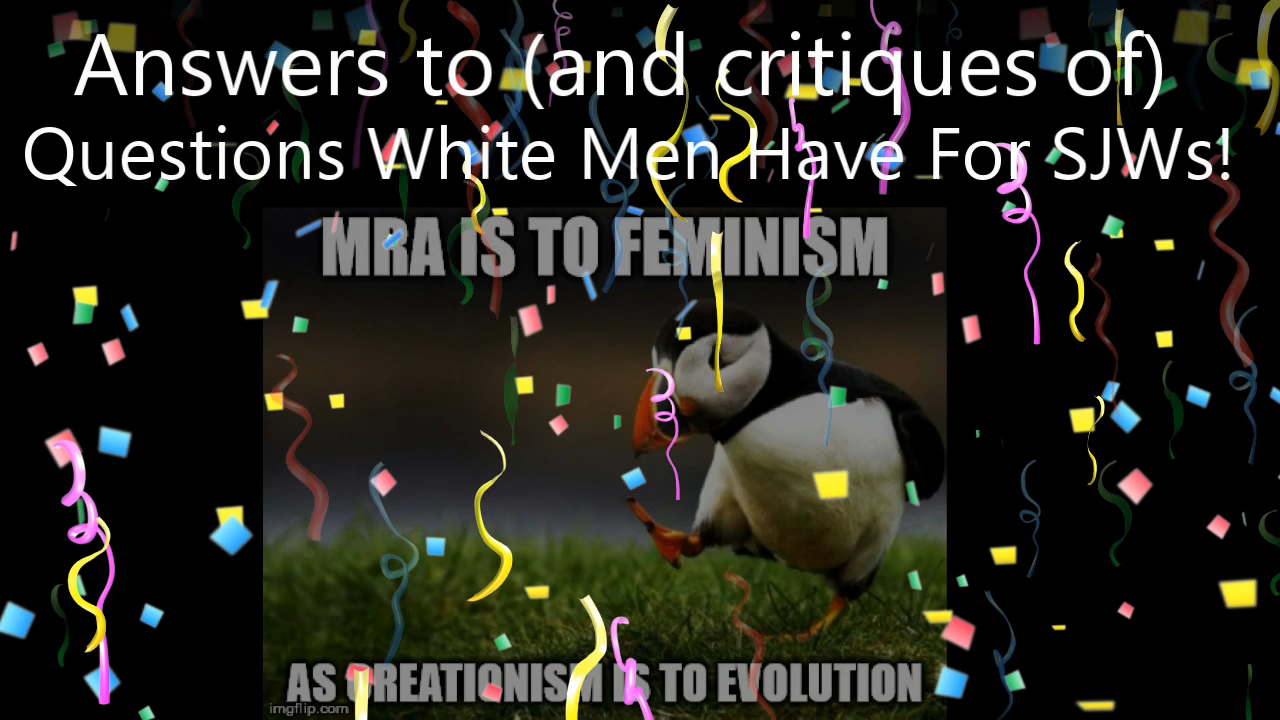 Answers to (and critiques of)
Questions White Men Have For SJWs!
MRA IS TO FEMINISM
AS CREATIONISM IS TO EVOLUTION
imgflip.com